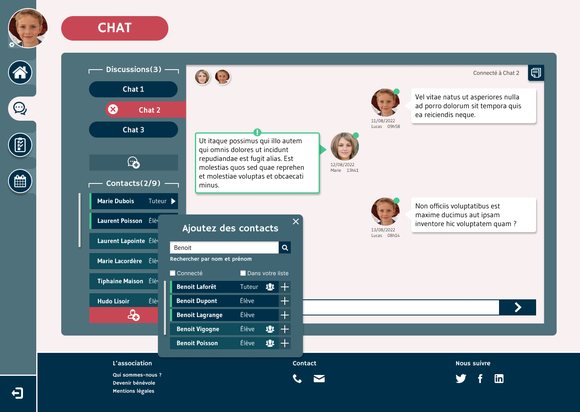 CHAT
Discussions(3)
Chat 1
Chat 2
Chat 3
Contacts(2/9)
Marie Dubois Tuteur
Laurent Poisson Élè
Laurent Lapointe Élè
Marie Lacordère Élè
Tiphaine Maison Élè
Hudo Lisoir Élè
Connecté à Chat 2
Vel vitae natus ut asperiores nulla
ad porro dolorum sit tempora quis
ea reiciendis neque.
11/08/2022
Lucas 09h58
Ut itaque possimus qui illo autem
qui omnis dolores ut incidunt
repudiandae est fugit alias. Est
molestias quos sed quae reprehen
et molestiae voluptas et obcaecati
minus.
12/08/2022
Marie 13h41
Non officiis voluptatibus est
maxime ducimus aut ipsam
inventore hic voluptatem quam ?
13/08/2022
Lucas 08h34
Ajoutez des contacts
Benoit
Rechercher par nom et prénom
Connecté Dans votre liste
Benoit Laforêt Tuteur
Benoit Dupont Élève
Benoit Lagrange Élève
Benoit Vigogne Élève
Benoit Poisson Élève
L'association
Qui sommes-nous ?
Devenir bénévole
Mentions légales
Contact
Nous suivre